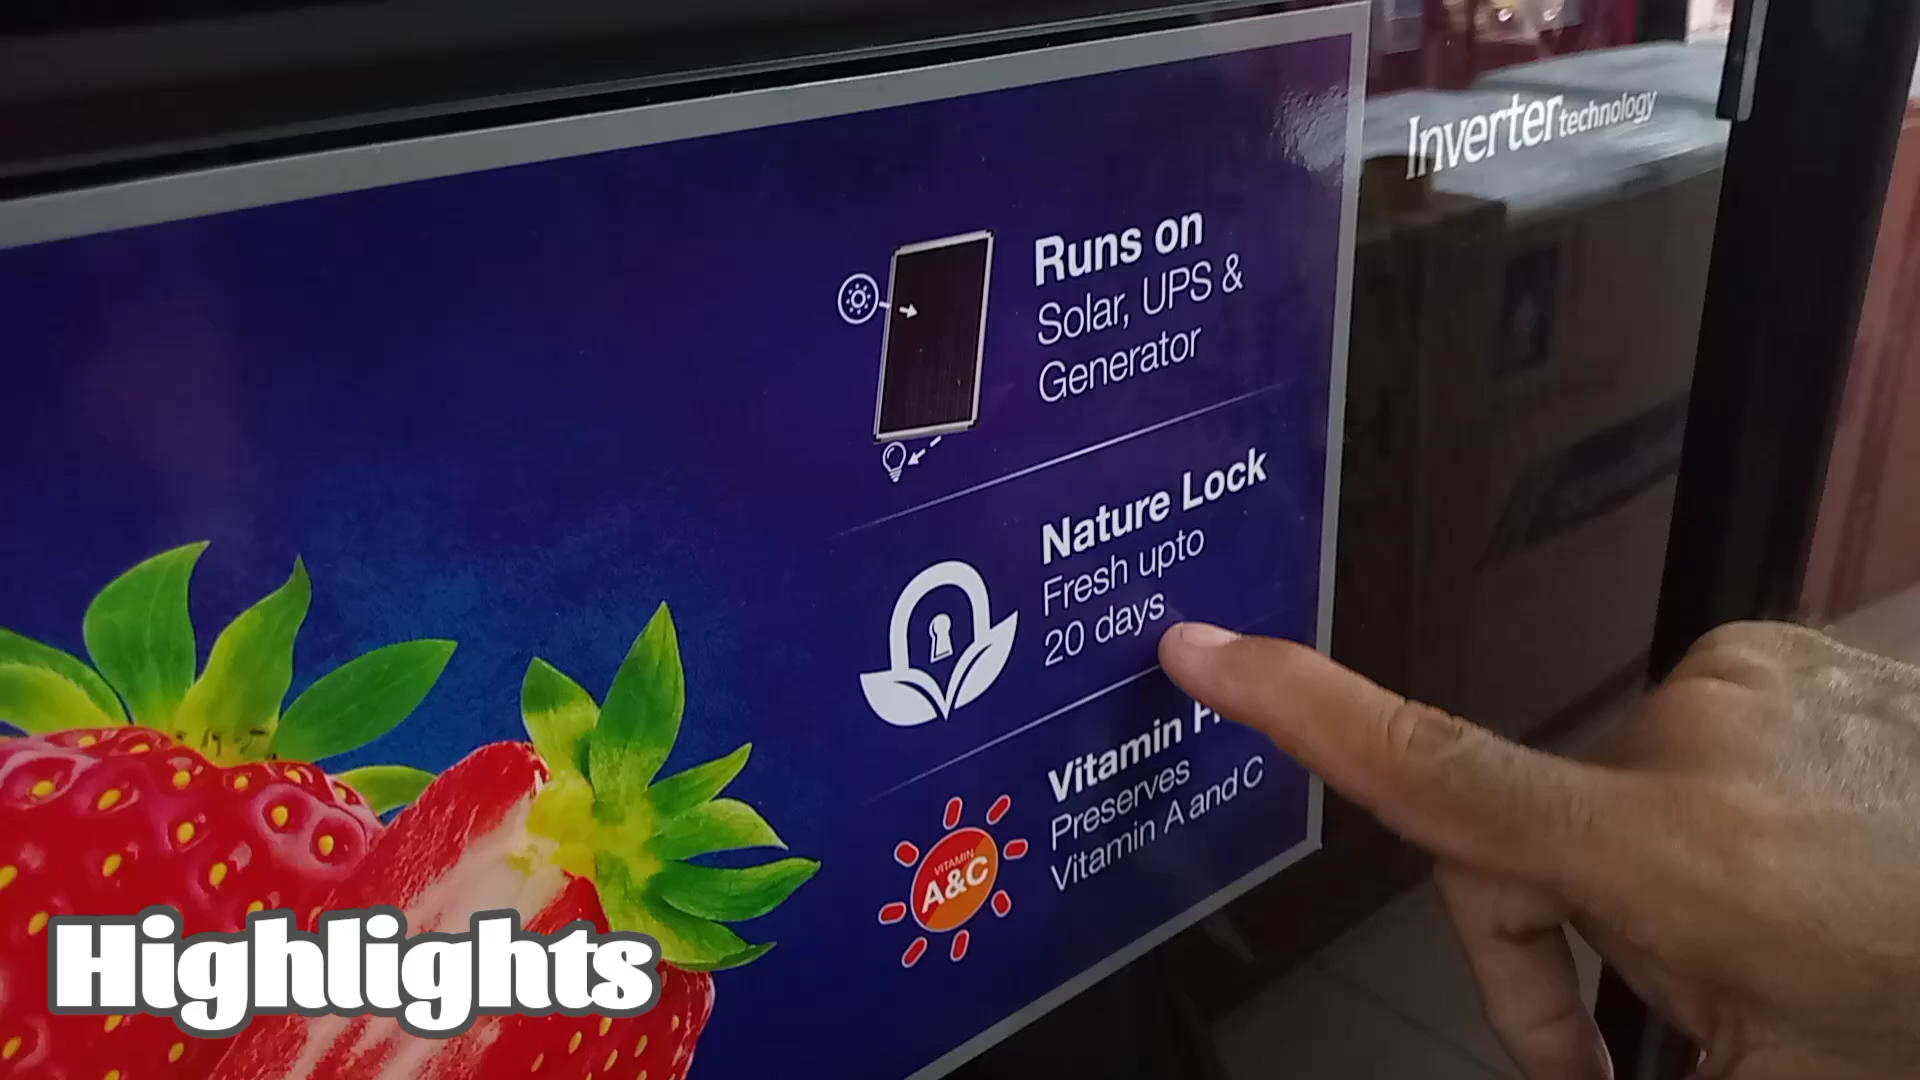 Inverter technology
Runs on
Solar, UPS &
Generator
Nature Lock
Fresh upto
20 days
Vitamin
Preserves
Vitamin A and C
VITAMIN
A&C
Highlights